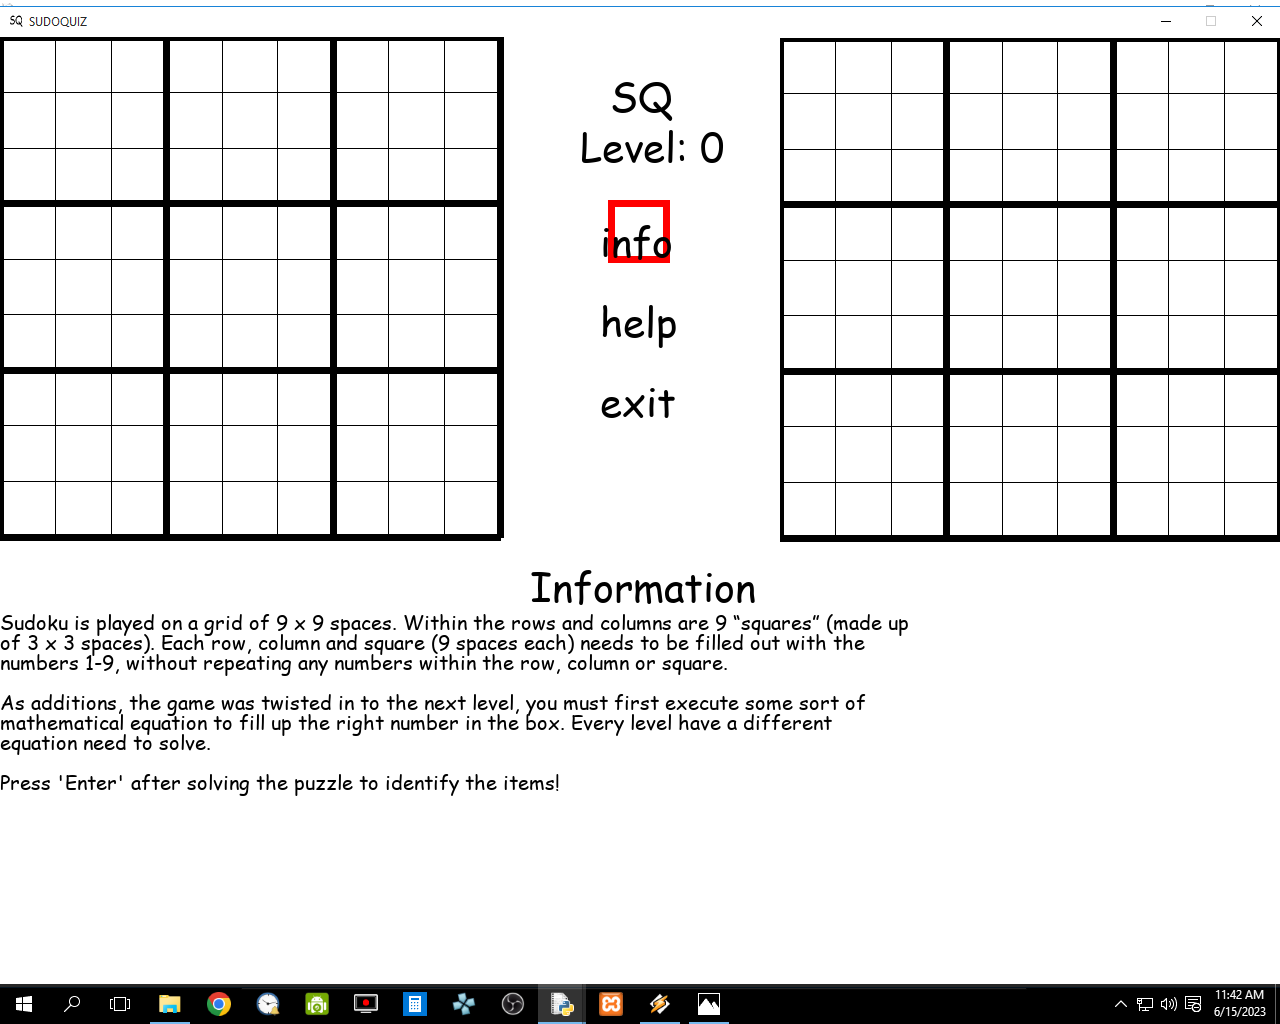 SQ SUDOQUIZ
SQ
Level: 0
info
help
exit
Information
Sudoku is played on a grid of 9 x 9 spaces. Within the rows and columns are 9 “squares” (made up
of 3 x 3 spaces). Each row, column and square (9 spaces each) needs to be filled out with the
numbers 1-9, without repeating any numbers within the row, column or square.
As additions, the game was twisted in to the next level, you must first execute some sort of
mathematical equation to fill up the right number in the box. Every level have a different
equation need to solve.
Press 'Enter' after solving the puzzle to identify the items!
11:42 AM
6/15/2023